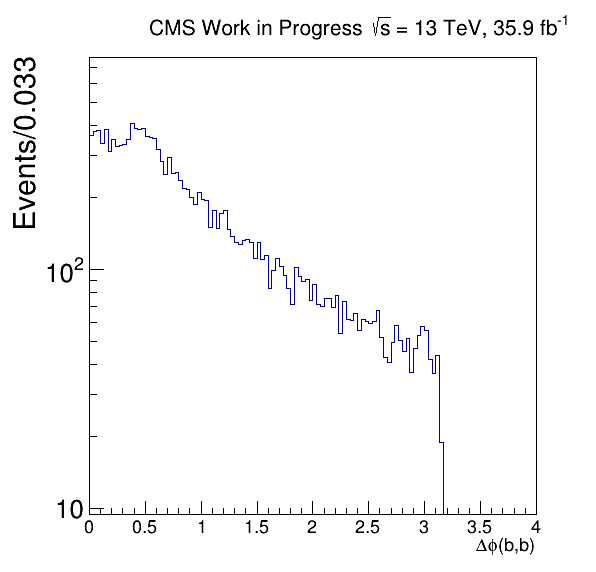 CMS Work in Progress √s = 13 TeV, 35.9 fb⁻¹
Events/0.033
10²
10
0 0.5 1 1.5 2 2.5 3 3.5 4
Δϕ(b,b)